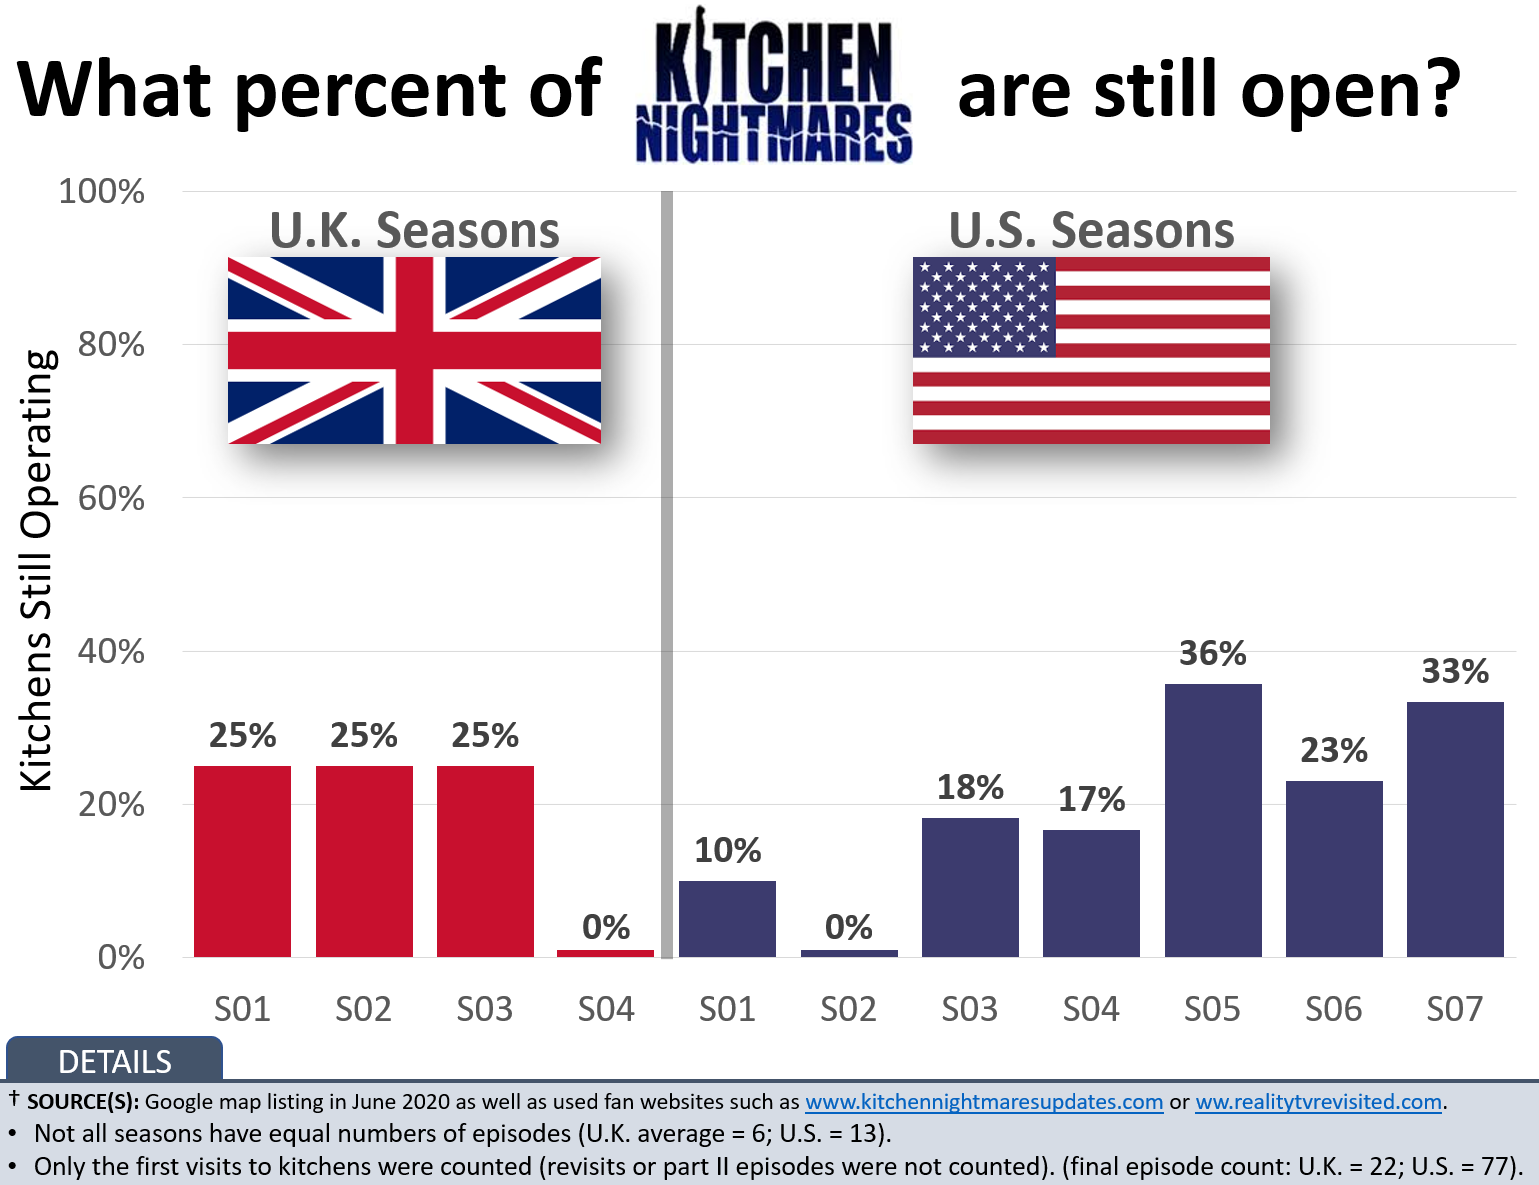 What percent of KITCHEN NIGHTMARES are still open?
100%
80%
60%
40%
20%
0%
Kitchens Still Operating
U.K. Seasons
U.S. Seasons
25%
25%
25%
0%
10%
0%
18%
17%
36%
23%
33%
S01
S02
S03
S04
S01
S02
S03
S04
S05
S06
S07
DETAILS
† SOURCE(S): Google map listing in June 2020 as well as used fan websites such as www.kitchennightmaresupdates.com or ww.realitytvrevisited.com.
• Not all seasons have equal numbers of episodes (U.K. average = 6; U.S. = 13).
• Only the first visits to kitchens were counted (revisits or part II episodes were not counted). (final episode count: U.K. = 22; U.S. = 77).